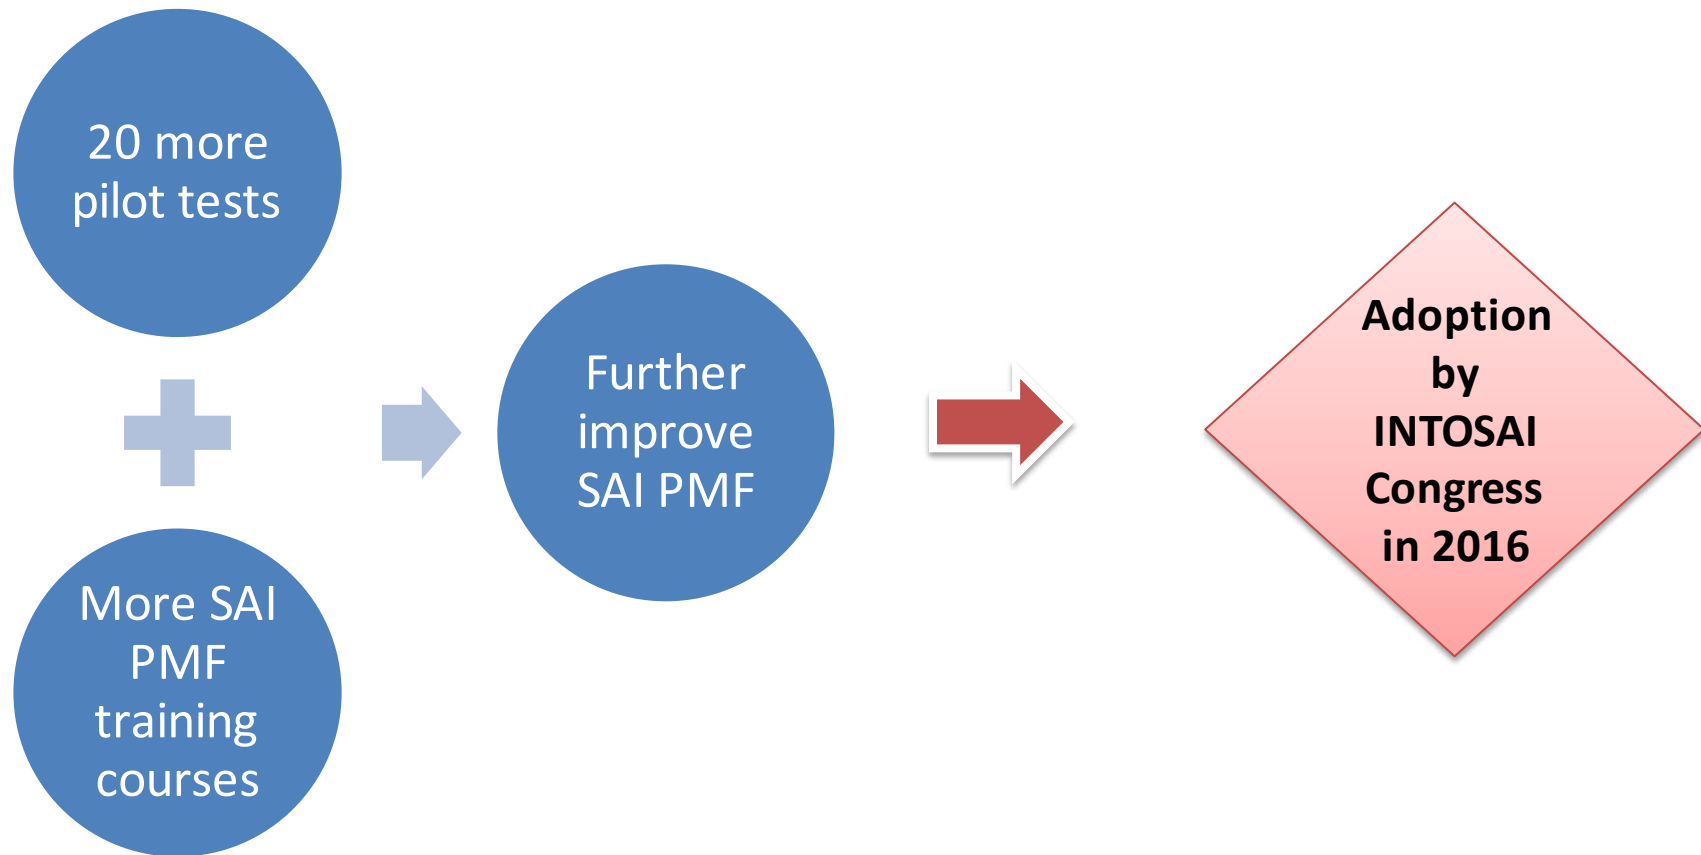 20 more
pilot tests
More SAI
PMF
training
courses
Further
improve
SAI PMF
Adoption
by
INTOSAI
Congress
in 2016